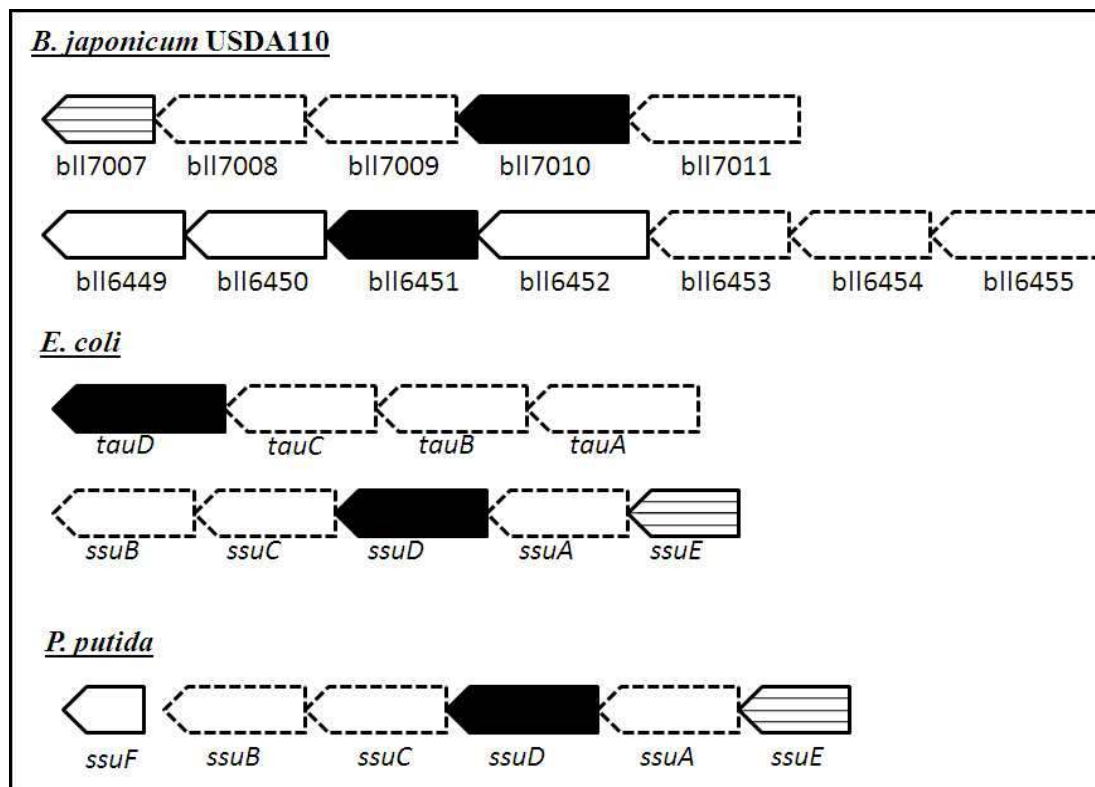 B. japonicum USDA110
bll7007 bll7008 bll7009 bll7010 bll7011
bll6449 bll6450 bll6451 bll6452 bll6453 bll6454 bll6455
E. coli
tauD tauC tauB tauA
ssuB ssuC ssuD ssuA ssuE
P. putida
ssuF ssuB ssuC ssuD ssuA ssuE